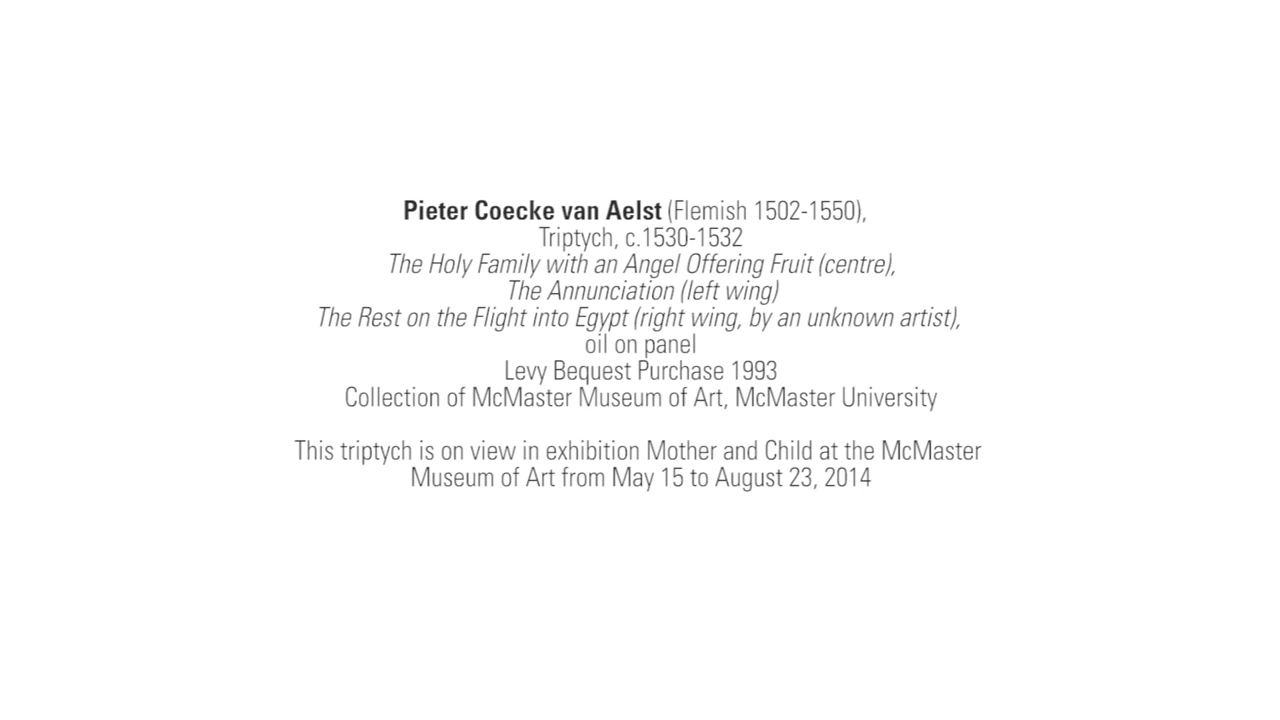 Pieter Coecke van Aelst (Flemish 1502-1550),
Triptych, c.1530-1532
The Holy Family with an Angel Offering Fruit (centre),
The Annunciation (left wing)
The Rest on the Flight into Egypt (right wing, by an unknown artist),
oil on panel
Levy Bequest Purchase 1993
Collection of McMaster Museum of Art, McMaster University
This triptych is on view in exhibition Mother and Child at the McMaster
Museum of Art from May 15 to August 23, 2014